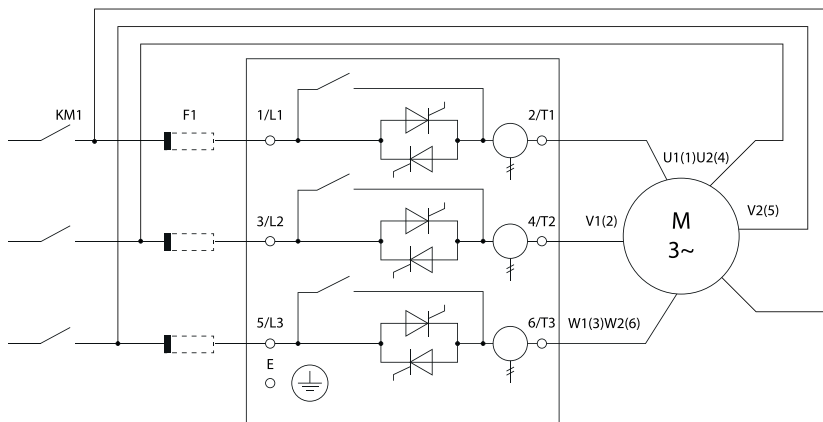 KM1
F1
1/L1
2/T1
U1(1)U2(4)
3/L2
4/T2
V1(2)
M
3~
V2(5)
5/L3
6/T3
W1(3)W2(6)
E